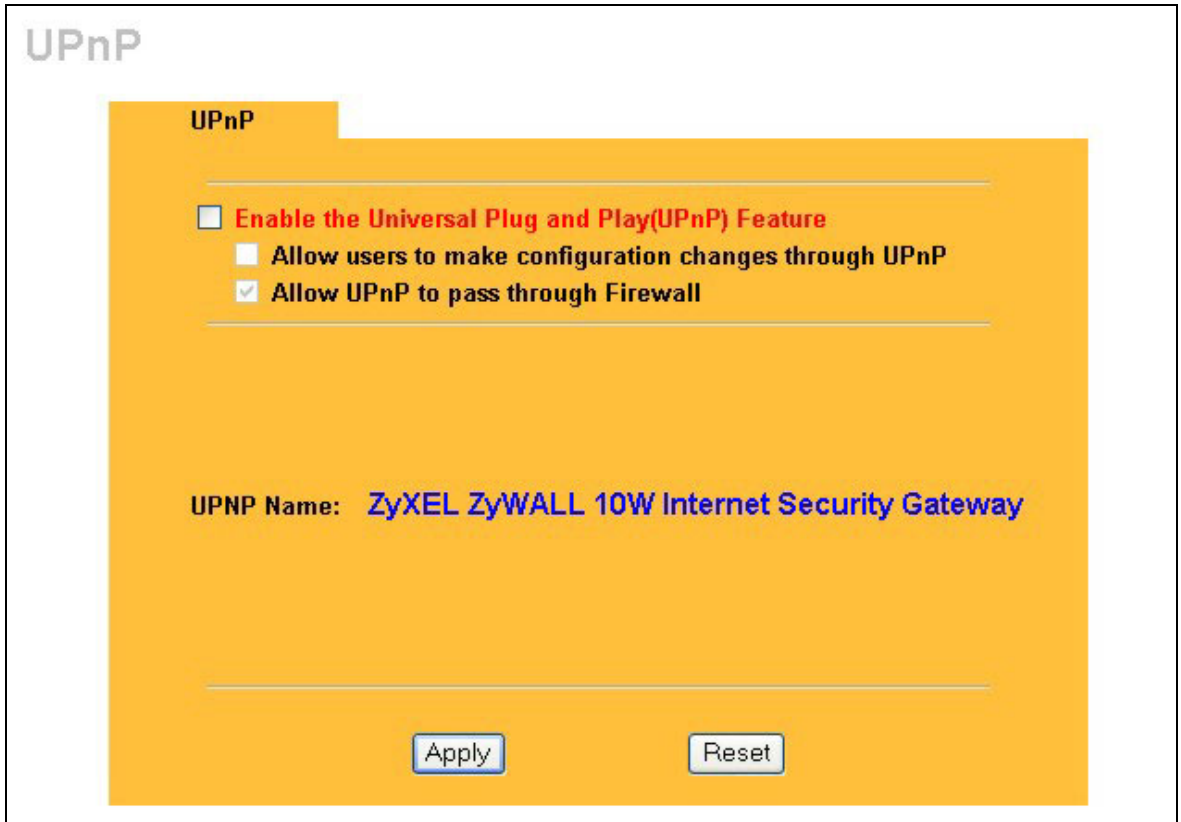 UPnP
UPnP
Enable the Universal Plug and Play(UPnP) Feature
Allow users to make configuration changes through UPnP
Allow UPnP to pass through Firewall
UPNP Name: ZyXEL ZyWALL 10W Internet Security Gateway
Apply Reset